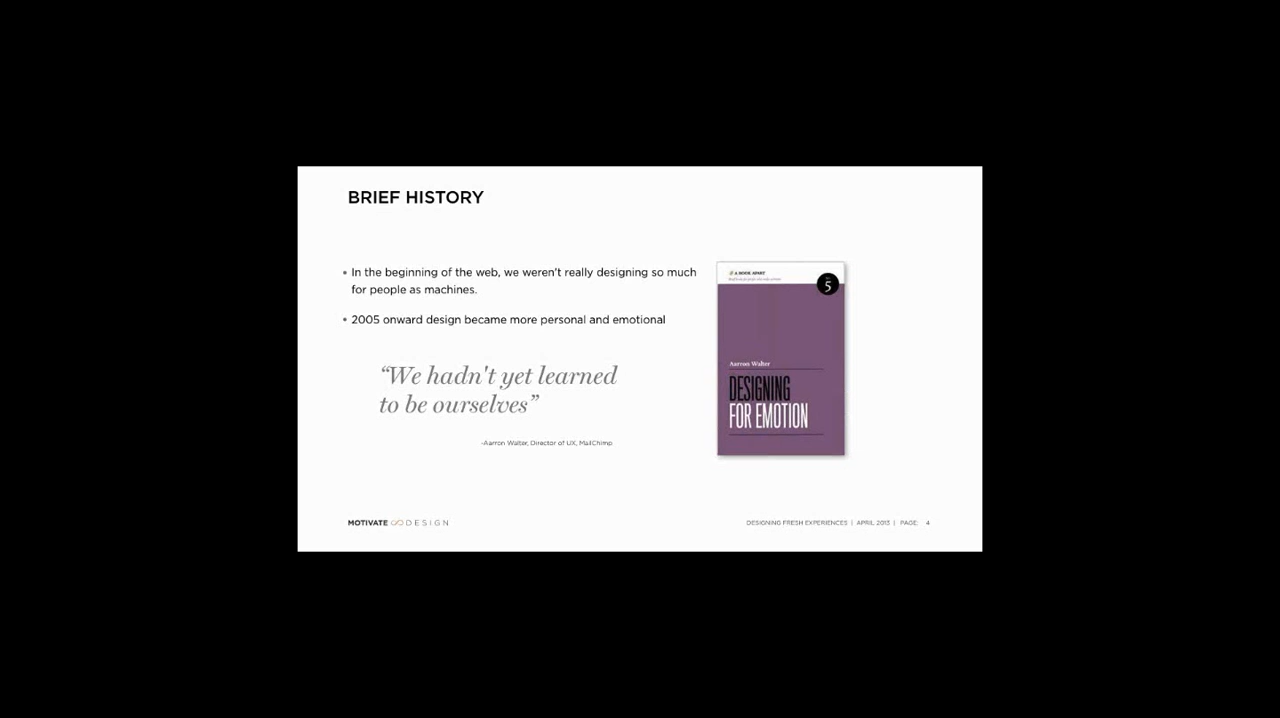 BRIEF HISTORY
• In the beginning of the web, we weren't really designing so much
for people as machines.
• 2005 onward design became more personal and emotional
“We hadn't yet learned
to be ourselves”
-Aarron Walter, Director of UX, MailChimp
A BOOK APART
5
Aarron Walter
DESIGNING
FOR EMOTION
MOTIVATE DESIGN
DESIGNING FRESH EXPERIENCES | APRIL 2013 | PAGE 4